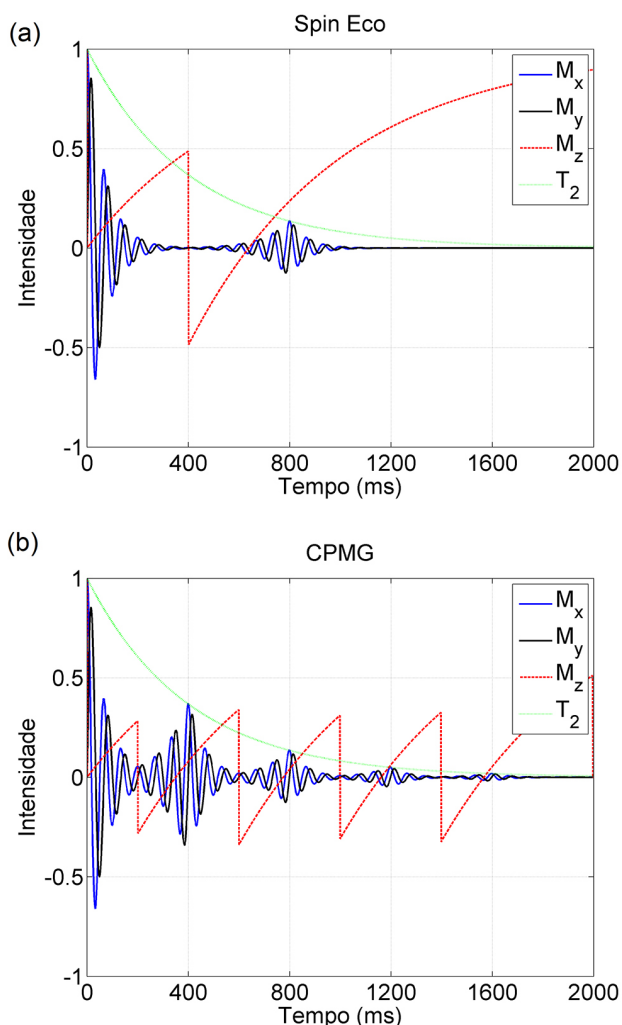 (a)
Spin Eco
Intensidade
1
0.5
0
-0.5
-1
M_x
M_y
M_z
T_2
0 400 800 1200 1600 2000
Tempo (ms)
(b)
CPMG
Intensidade
1
0.5
0
-0.5
-1
M_x
M_y
M_z
T_2
0 400 800 1200 1600 2000
Tempo (ms)